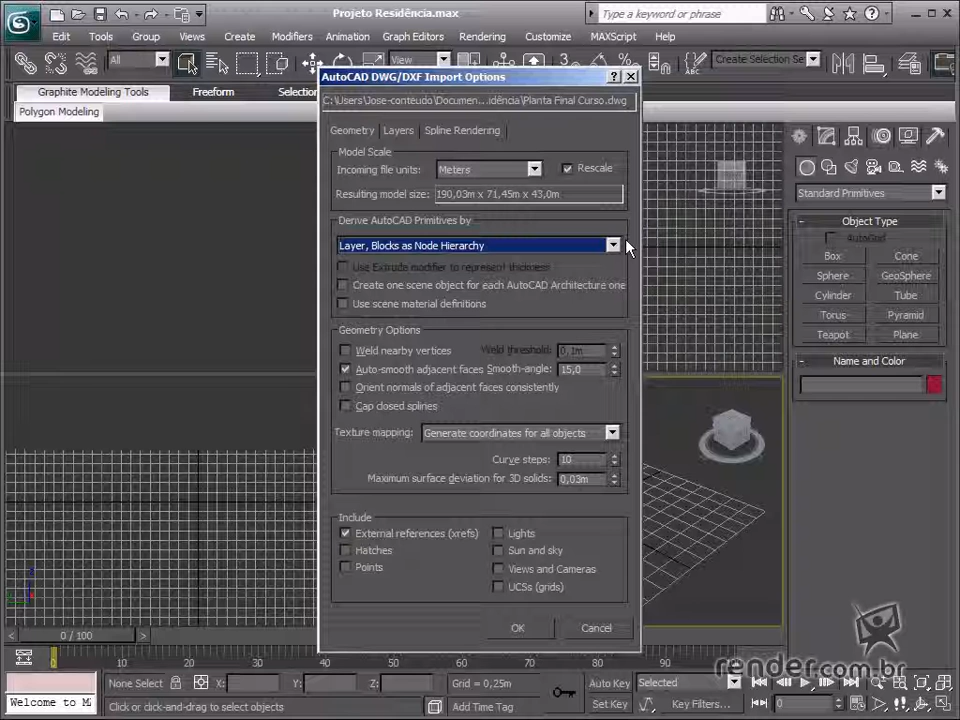 Projeto Residência.max
Type a keyword or phrase
Edit Tools Group Views Create Modifiers Animation Graph Editors Rendering Customize MAXScript Help
All
View
3
Create Selection Se
Graphite Modeling Tools Freeform Selection
Polygon Modeling
AutoCAD DWG/DXF Import Options
C:\Users\Jose-conteudo\Documen...idência\Planta Final Curso.dwg
Geometry Layers Spline Rendering
Model Scale
Incoming file units: Meters Rescale
Resulting model size: 190,03m x 71,45m x 43,0m
Derive AutoCAD Primitives by
Layer, Blocks as Node Hierarchy
Use Extrude modifier to represent thickness
Create one scene object for each AutoCAD Architecture one
Use scene material definitions
Geometry Options
Weld nearby vertices Weld threshold: 0,1m
Auto-smooth adjacent faces Smooth-angle: 15,0
Orient normals of adjacent faces consistently
Cap closed splines
Texture mapping: Generate coordinates for all objects
Curve steps: 10
Maximum surface deviation for 3D solids: 0,03m
Include
External references (xrefs) Lights
Hatches Sun and sky
Points Views and Cameras
UCSs (grids)
OK Cancel
Standard Primitives
- Object Type
AutoGrid
Box Cone
Sphere GeoSphere
Cylinder Tube
Torus Pyramid
Teapot Plane
- Name and Color
< 0 / 100 >
0 10 20 30 40 50 60 70 80 90
render.com.br
None Select X: Y: Z: Grid = 0,25m Auto Key Selected
Welcome to M Click or drag to select objects Add Time Tag Set Key Key Filters... 0